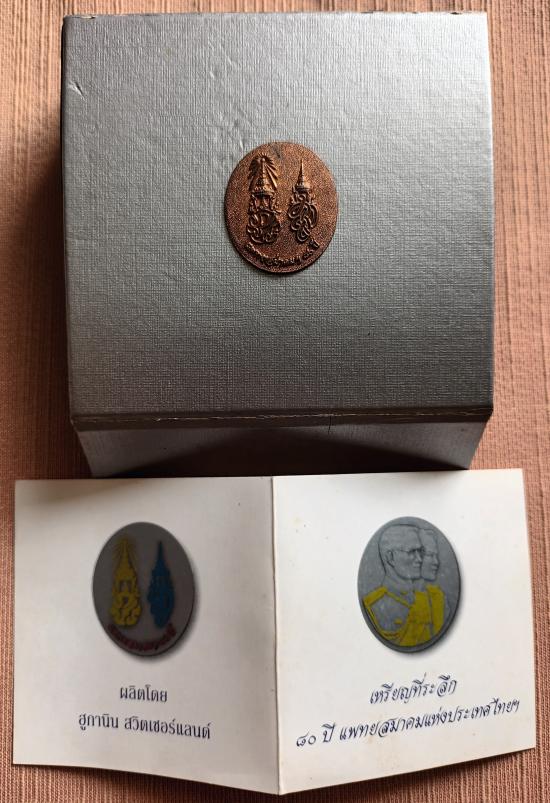 ผลิตโดย
ฮูกานิน สวิตเซอร์แลนด์
เหรียญที่ระลึก
๘๐ ปี แพทยสมาคมแห่งประเทศไทยฯ